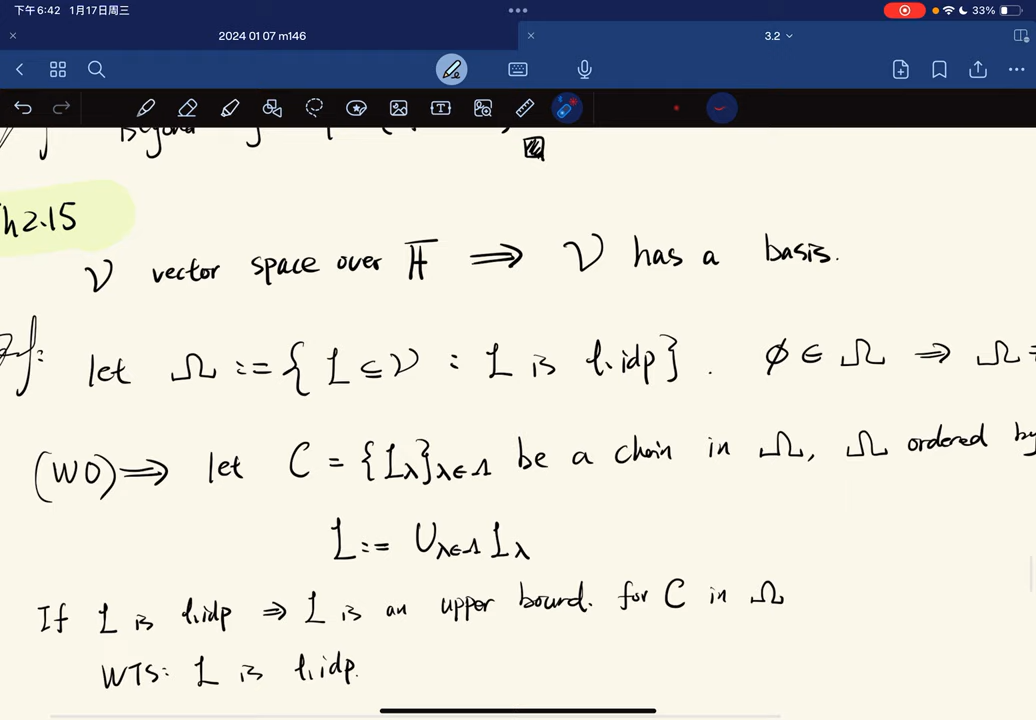 下午6:42 1月17日周三
33%
2024 01 07 m146
3.2
Th2.15
V vector space over 𝔽 ⟹ V has a basis.
Pf: let Ω := { L ⊆ V : L is l.idp } . ∅ ∈ Ω ⇒ Ω
(WO) ⟹ let C = {Lλ}λ∈Λ be a chain in Ω, Ω ordered by
L := ∪λ∈Λ Lλ
If L is l.idp ⇒ L is an upper bound. for C in Ω
WTS: L is l.idp.